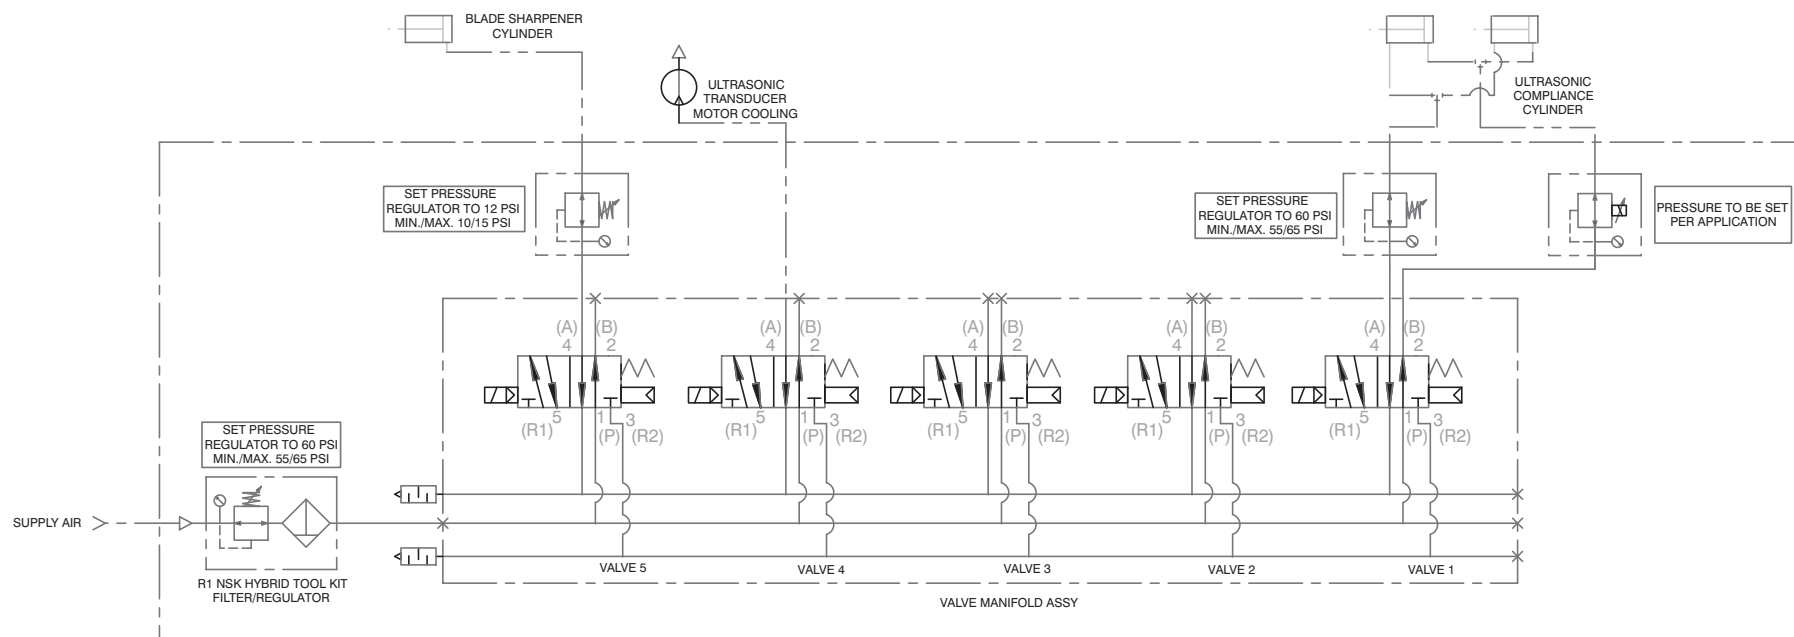 BLADE SHARPENER
CYLINDER
ULTRASONIC
TRANSDUCER
MOTOR COOLING
ULTRASONIC
COMPLIANCE
CYLINDER
SET PRESSURE
REGULATOR TO 12 PSI
MIN./MAX. 10/15 PSI
SET PRESSURE
REGULATOR TO 60 PSI
MIN./MAX. 55/65 PSI
PRESSURE TO BE SET
PER APPLICATION
(A) (B)
4 2
5 1 3
(R1) (P) (R2)
(A) (B)
4 2
5 1 3
(R1) (P) (R2)
(A) (B)
4 2
5 1 3
(R1) (P) (R2)
(A) (B)
4 2
5 1 3
(R1) (P) (R2)
(A) (B)
4 2
5 1 3
(R1) (P) (R2)
SET PRESSURE
REGULATOR TO 60 PSI
MIN./MAX. 55/65 PSI
SUPPLY AIR
R1 NSK HYBRID TOOL KIT
FILTER/REGULATOR
VALVE 5 VALVE 4 VALVE 3 VALVE 2 VALVE 1
VALVE MANIFOLD ASSY